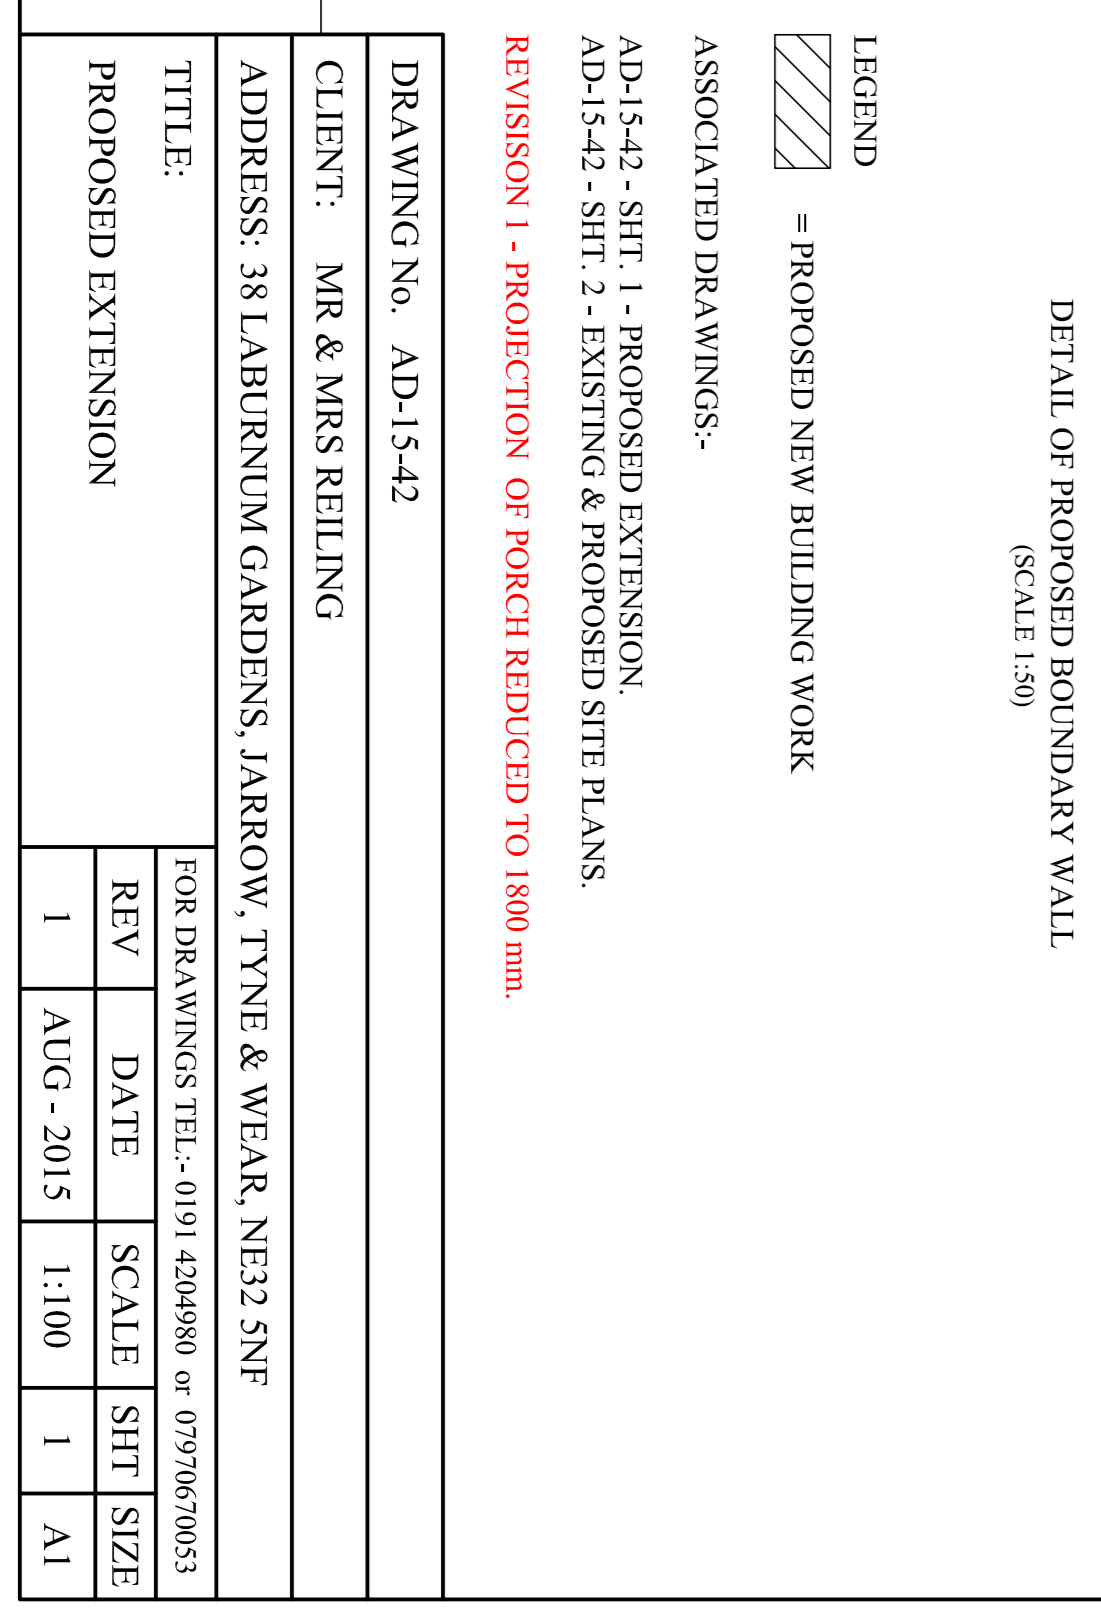 DETAIL OF PROPOSED BOUNDARY WALL
(SCALE 1:50)
LEGEND
= PROPOSED NEW BUILDING WORK
ASSOCIATED DRAWINGS:-
AD-15-42 - SHT. 1 - PROPOSED EXTENSION.
AD-15-42 - SHT. 2 - EXISTING & PROPOSED SITE PLANS.
REVISISON 1 - PROJECTION OF PORCH REDUCED TO 1800 mm.
DRAWING No. AD-15-42
CLIENT: MR & MRS REILING
ADDRESS: 38 LABURNUM GARDENS, JARROW, TYNE & WEAR, NE32 5NF
TITLE:
PROPOSED EXTENSION
FOR DRAWINGS TEL:- 0191 4204980 or 07970670053
REV DATE SCALE SHT SIZE
1 AUG - 2015 1:100 1 A1